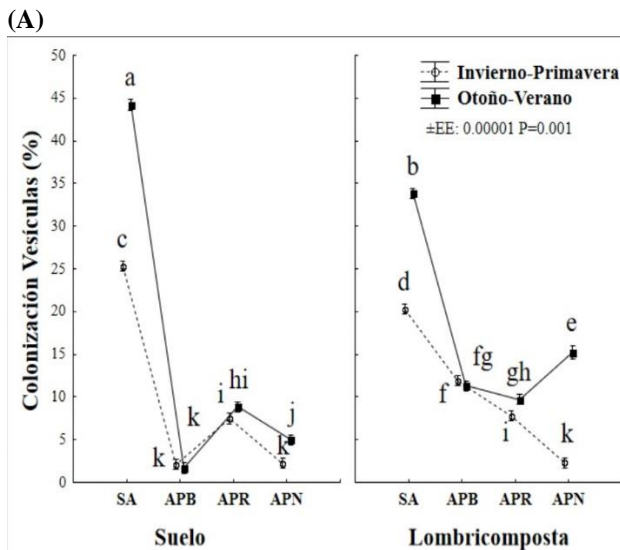 (A)
Colonización Vesículas (%)
50
45
40
35
30
25
20
15
10
5
0
a
c
k
k
i
hi
j
k
SA APB APR APN
Suelo
Invierno-Primavera
Otoño-Verano
±EE: 0.00001 P=0.001
b
d
f
fg
gh
i
e
k
SA APB APR APN
Lombricomposta